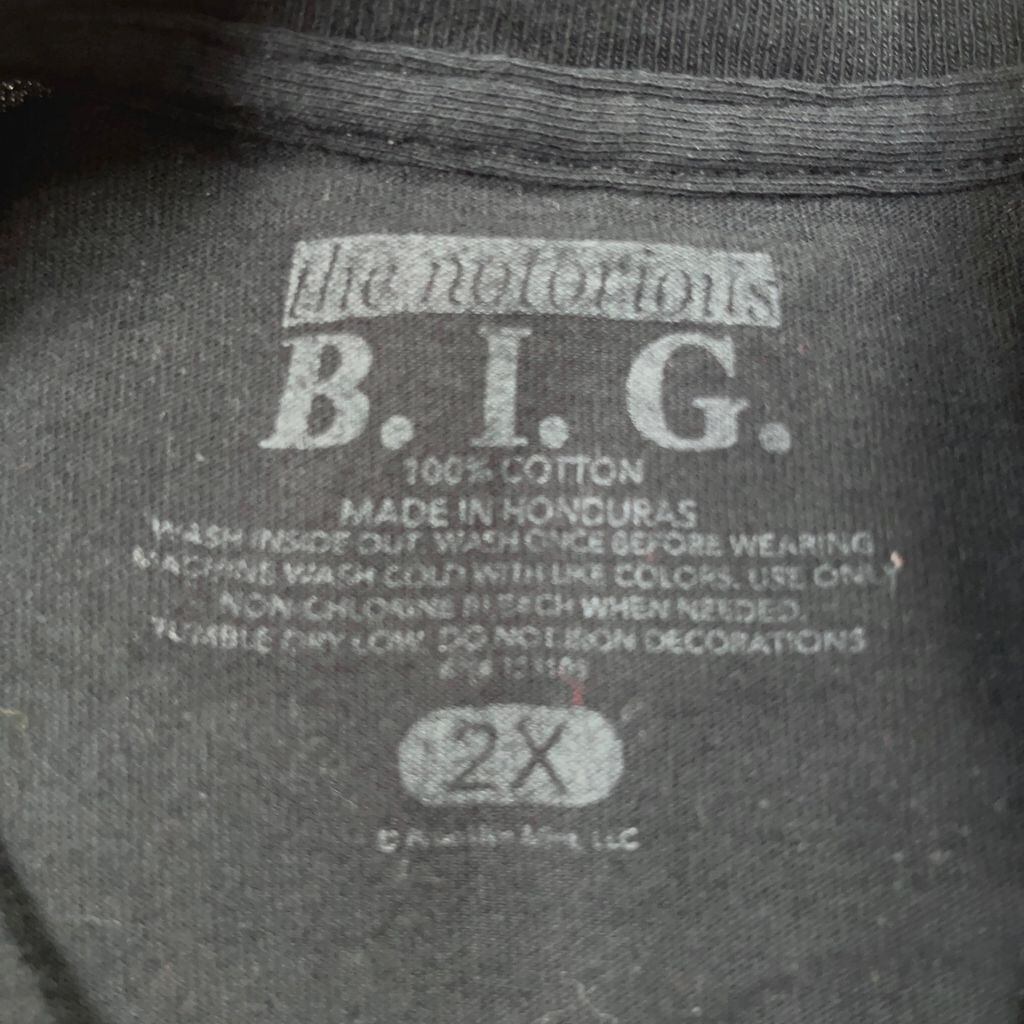 the notorious
B. I. G.
100% COTTON
MADE IN HONDURAS
WASH INSIDE OUT. WASH ONCE BEFORE WEARING
MACHINE WASH COLD WITH LIKE COLORS. USE ONLY
NON-CHLORINE BLEACH WHEN NEEDED.
TUMBLE DRY LOW. DO NOT IRON DECORATIONS
2X
© LLC